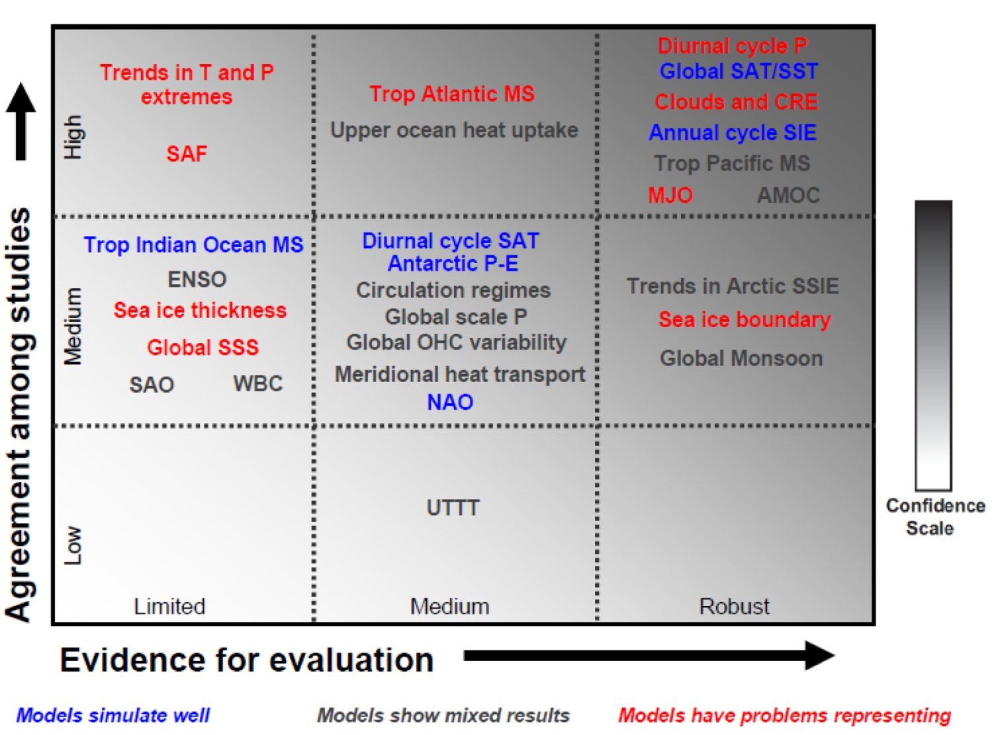 Agreement among studies
High
Medium
Low
Trends in T and P
extremes
SAF
Trop Atlantic MS
Upper ocean heat uptake
Diurnal cycle P
Global SAT/SST
Clouds and CRE
Annual cycle SIE
Trop Pacific MS
MJO AMOC
Trop Indian Ocean MS
ENSO
Sea ice thickness
Global SSS
SAO WBC
Diurnal cycle SAT
Antarctic P-E
Circulation regimes
Global scale P
Global OHC variability
Meridional heat transport
NAO
Trends in Arctic SSIE
Sea ice boundary
Global Monsoon
UTTT
Limited
Medium
Robust
Confidence
Scale
Evidence for evaluation
Models simulate well
Models show mixed results
Models have problems representing